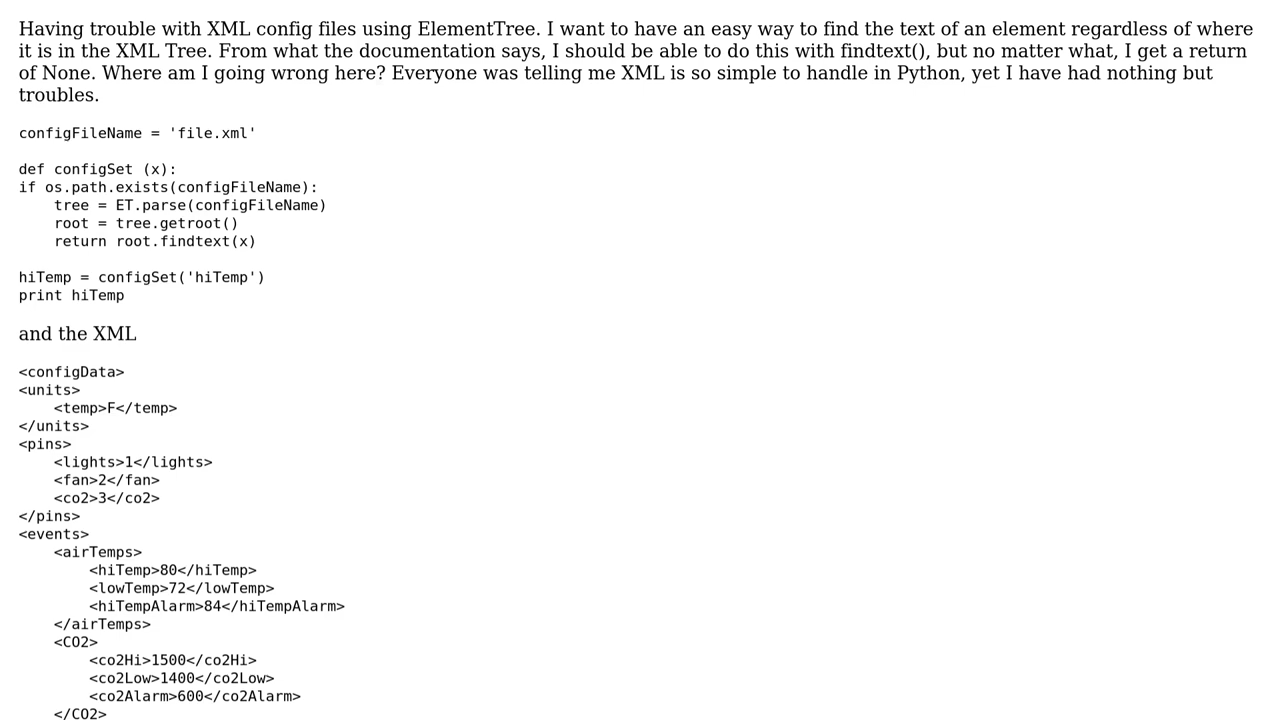 Having trouble with XML config files using ElementTree. I want to have an easy way to find the text of an element regardless of where
it is in the XML Tree. From what the documentation says, I should be able to do this with findtext(), but no matter what, I get a return
of None. Where am I going wrong here? Everyone was telling me XML is so simple to handle in Python, yet I have had nothing but
troubles.

configFileName = 'file.xml'

def configSet (x):
if os.path.exists(configFileName):
    tree = ET.parse(configFileName)
    root = tree.getroot()
    return root.findtext(x)

hiTemp = configSet('hiTemp')
print hiTemp

and the XML

<configData>
<units>
    <temp>F</temp>
</units>
<pins>
    <lights>1</lights>
    <fan>2</fan>
    <co2>3</co2>
</pins>
<events>
    <airTemps>
        <hiTemp>80</hiTemp>
        <lowTemp>72</lowTemp>
        <hiTempAlarm>84</hiTempAlarm>
    </airTemps>
    <CO2>
        <co2Hi>1500</co2Hi>
        <co2Low>1400</co2Low>
        <co2Alarm>600</co2Alarm>
    </CO2>